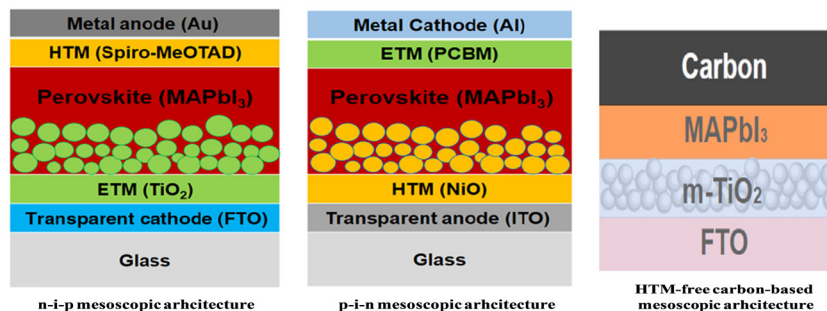 Metal anode (Au)
HTM (Spiro-MeOTAD)
Perovskite (MAPbI₃)
ETM (TiO₂)
Transparent cathode (FTO)
Glass
n-i-p mesoscopic arhcitecture
Metal Cathode (Al)
ETM (PCBM)
Perovskite (MAPbI₃)
HTM (NiO)
Transparent anode (ITO)
Glass
p-i-n mesoscopic arhcitecture
Carbon
MAPbI₃
m-TiO₂
FTO
HTM-free carbon-based
mesoscopic arhcitecture